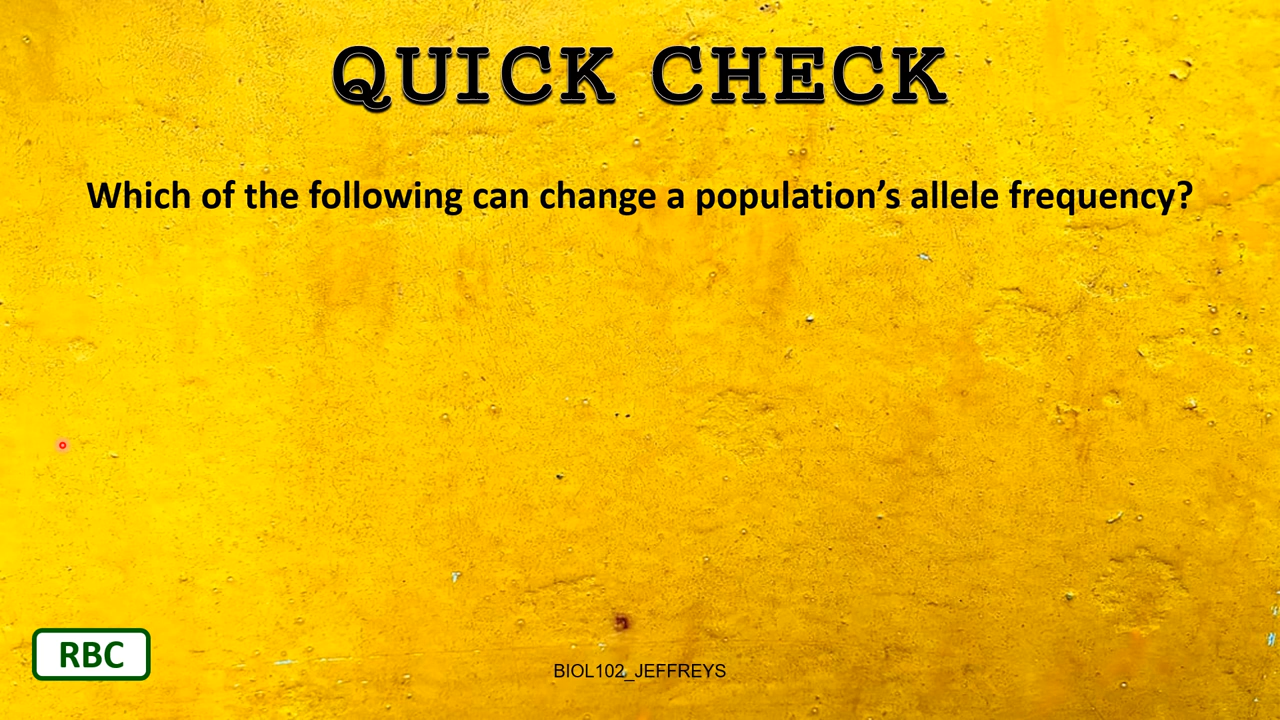 QUICK CHECK
Which of the following can change a population’s allele frequency?
RBC
BIOL102_JEFFREYS